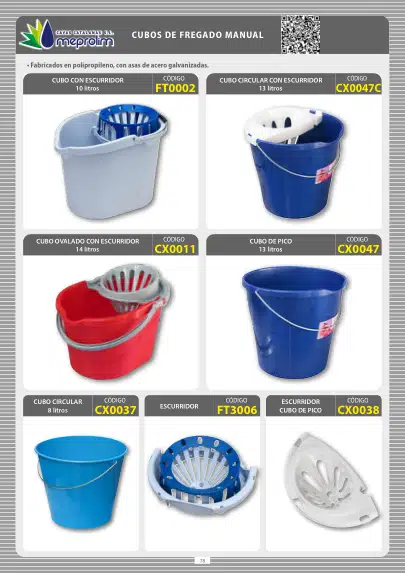 CAYAS CATALANAS S.L.
meprolim
CUBOS DE FREGADO MANUAL
• Fabricados en polipropileno, con asas de acero galvanizadas.
CUBO CON ESCURRIDOR
10 litros
CÓDIGO
FT0002
CUBO CIRCULAR CON ESCURRIDOR
13 litros
CÓDIGO
CX0047C
CUBO OVALADO CON ESCURRIDOR
14 litros
CÓDIGO
CX0011
CUBO DE PICO
13 litros
CÓDIGO
CX0047
CUBO CIRCULAR
8 litros
CÓDIGO
CX0037
ESCURRIDOR
CÓDIGO
FT3006
ESCURRIDOR
CUBO DE PICO
CÓDIGO
CX0038